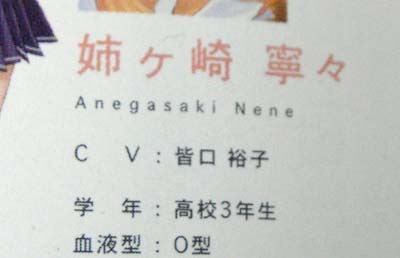 姉ヶ崎 寧々
Anegasaki Nene
C V : 皆口 裕子
学 年 : 高校3年生
血液型 : O型